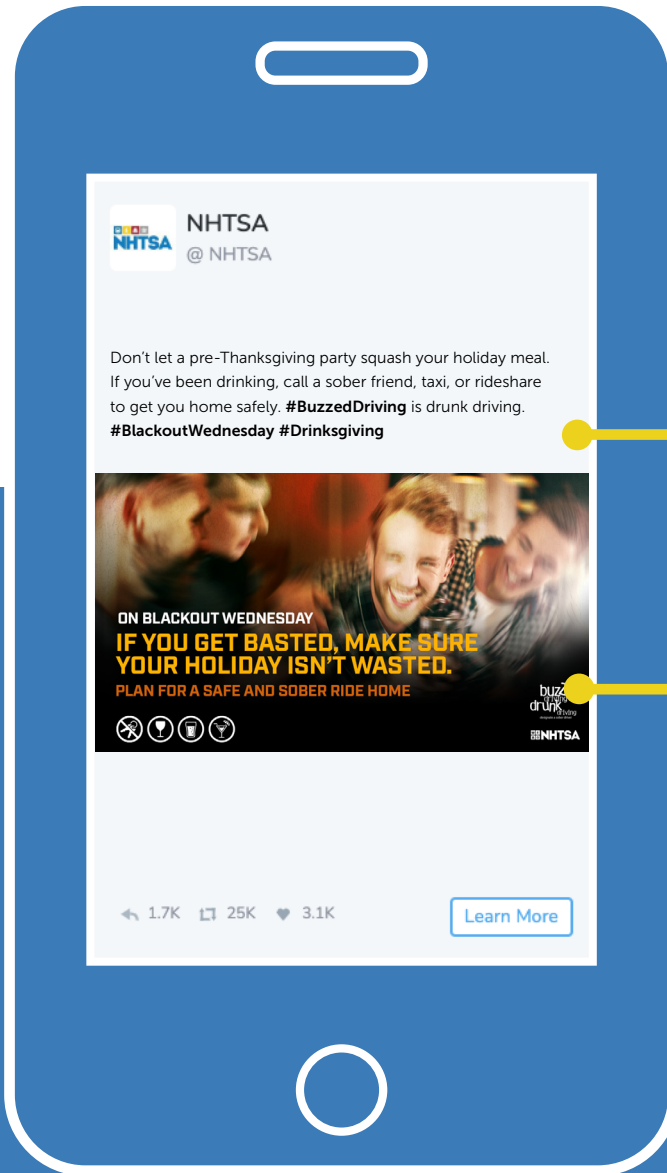 NHTSA
NHTSA
@ NHTSA
Don't let a pre-Thanksgiving party squash your holiday meal.
If you've been drinking, call a sober friend, taxi, or rideshare
to get you home safely. #BuzzedDriving is drunk driving.
#BlackoutWednesday #Drinksgiving
ON BLACKOUT WEDNESDAY
IF YOU GET BASTED, MAKE SURE
YOUR HOLIDAY ISN'T WASTED.
PLAN FOR A SAFE AND SOBER RIDE HOME
driving
drunk
driving
NHTSA
1.7K 25K 3.1K
Learn More